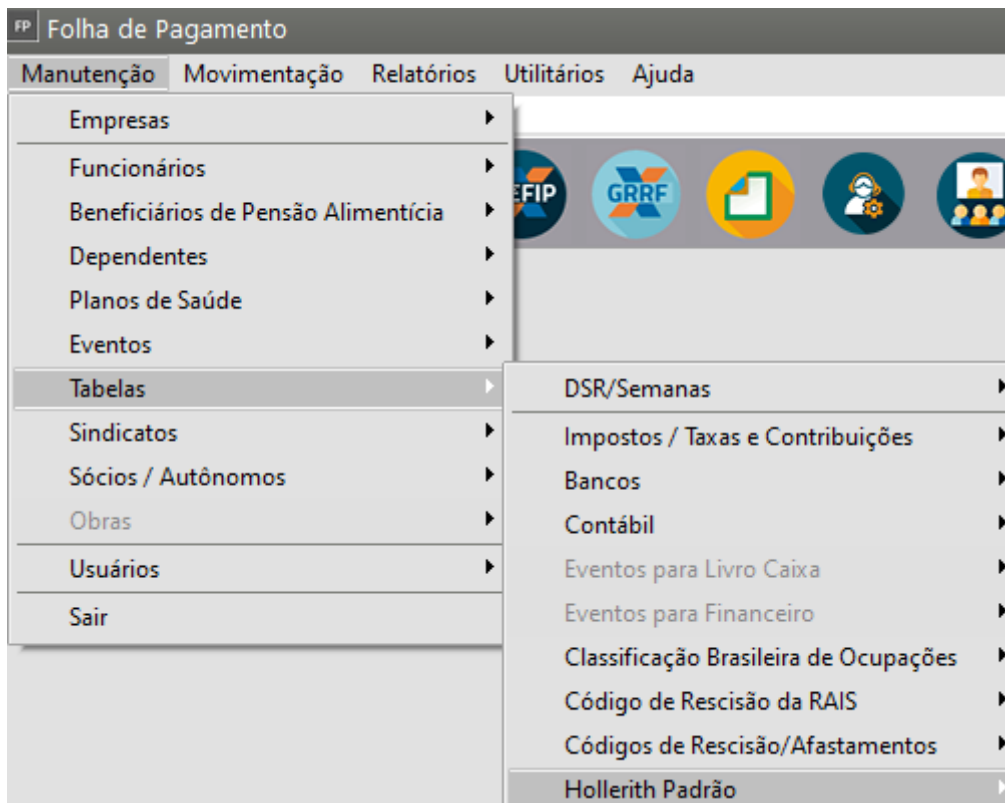 FP Folha de Pagamento
Manutenção Movimentação Relatórios Utilitários Ajuda
Empresas
Funcionários
Beneficiários de Pensão Alimentícia
Dependentes
Planos de Saúde
Eventos
Tabelas
Sindicatos
Sócios / Autônomos
Obras
Usuários
Sair
EFIP GRRF
DSR/Semanas
Impostos / Taxas e Contribuições
Bancos
Contábil
Eventos para Livro Caixa
Eventos para Financeiro
Classificação Brasileira de Ocupações
Código de Rescisão da RAIS
Códigos de Rescisão/Afastamentos
Hollerith Padrão